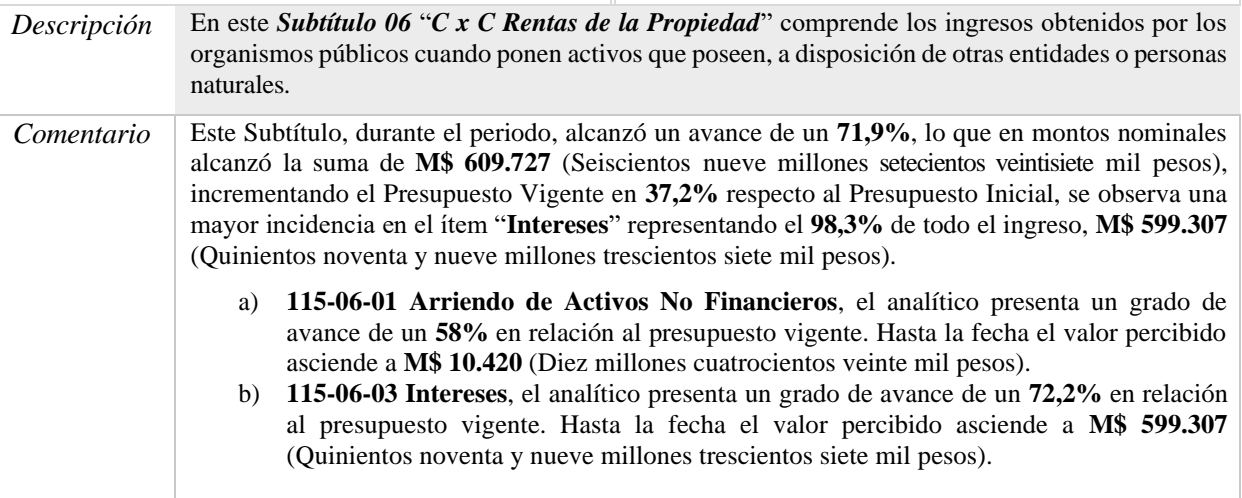 Descripción
En este Subtítulo 06 “C x C Rentas de la Propiedad” comprende los ingresos obtenidos por los
organismos públicos cuando ponen activos que poseen, a disposición de otras entidades o personas
naturales.
Comentario
Este Subtítulo, durante el periodo, alcanzó un avance de un 71,9%, lo que en montos nominales
alcanzó la suma de M$ 609.727 (Seiscientos nueve millones setecientos veintisiete mil pesos),
incrementando el Presupuesto Vigente en 37,2% respecto al Presupuesto Inicial, se observa una
mayor incidencia en el ítem “Intereses” representando el 98,3% de todo el ingreso, M$ 599.307
(Quinientos noventa y nueve millones trescientos siete mil pesos).
a) 115-06-01 Arriendo de Activos No Financieros, el analítico presenta un grado de
avance de un 58% en relación al presupuesto vigente. Hasta la fecha el valor percibido
asciende a M$ 10.420 (Diez millones cuatrocientos veinte mil pesos).
b) 115-06-03 Intereses, el analítico presenta un grado de avance de un 72,2% en relación
al presupuesto vigente. Hasta la fecha el valor percibido asciende a M$ 599.307
(Quinientos noventa y nueve millones trescientos siete mil pesos).